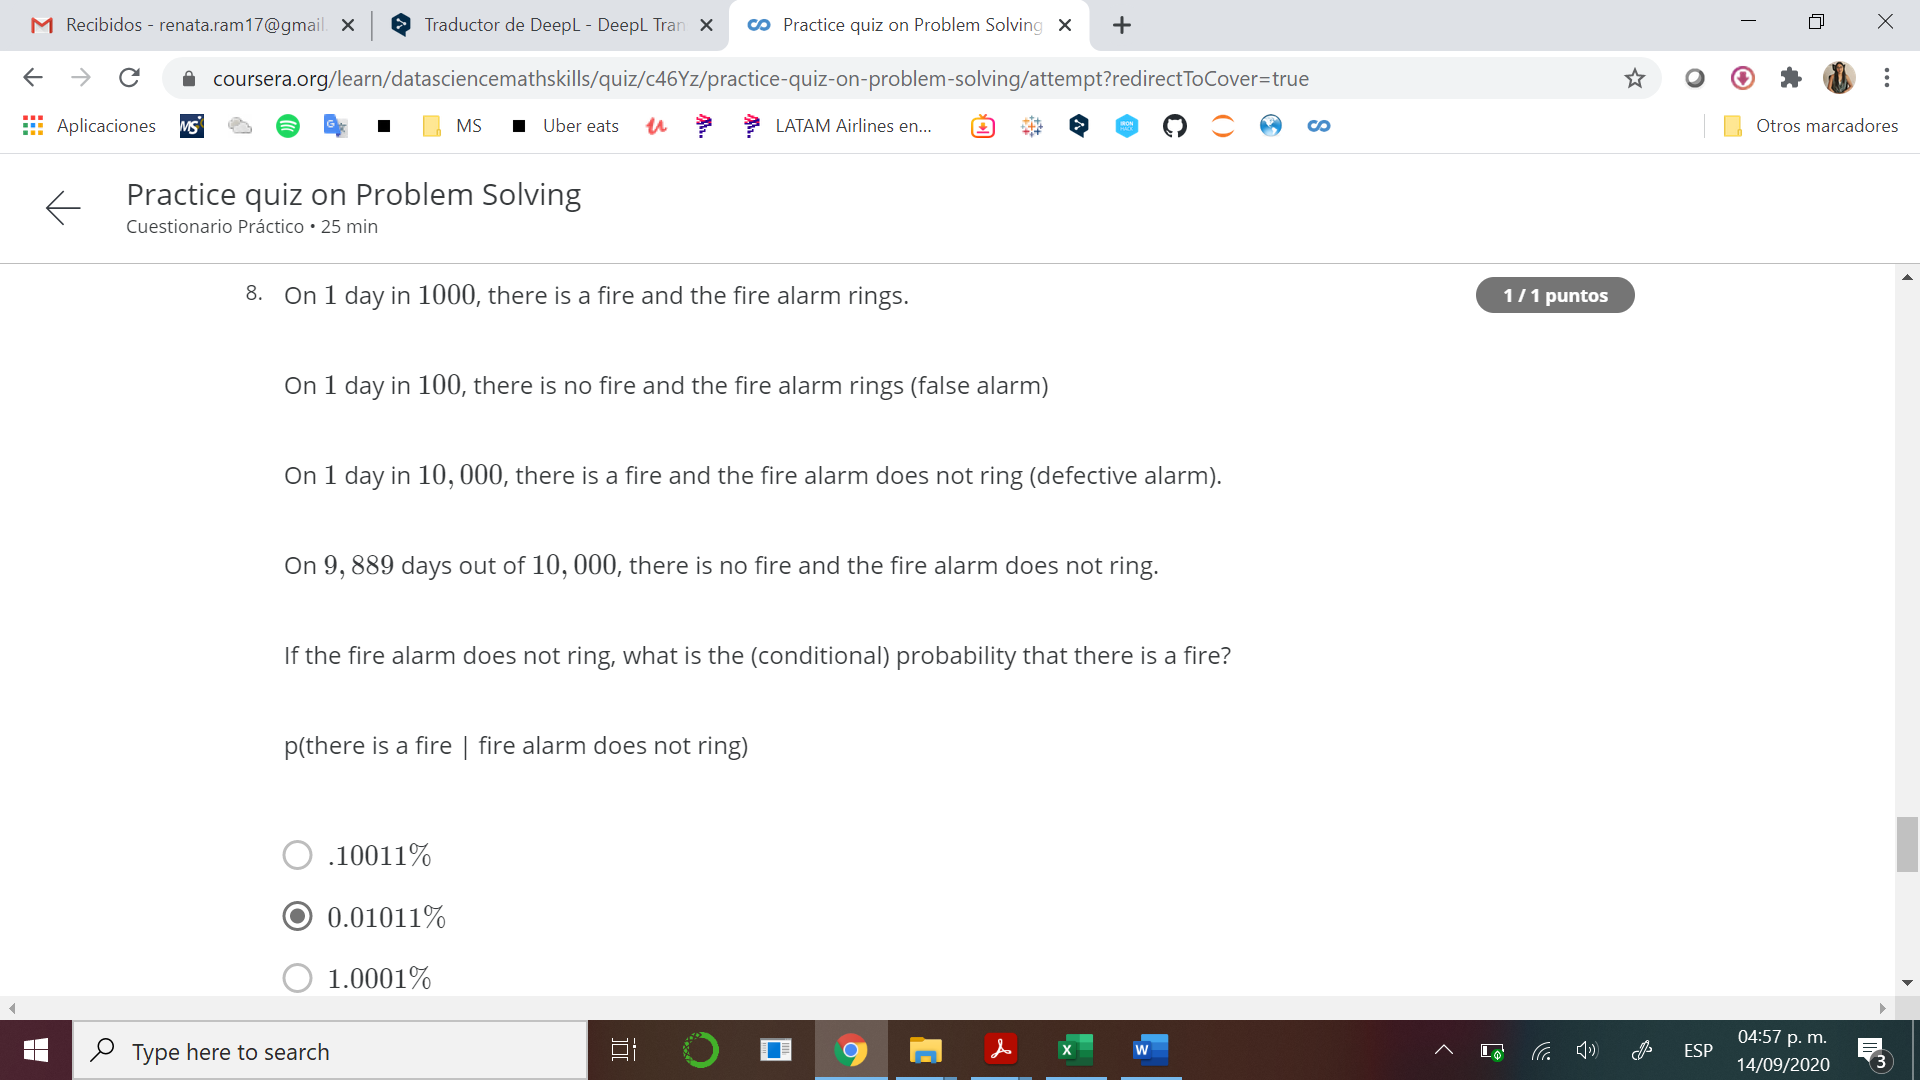 Recibidos - renata.ram17@gmail.
Traductor de DeepL - DeepL Tran
Practice quiz on Problem Solving
coursera.org/learn/datasciencemathskills/quiz/c46Yz/practice-quiz-on-problem-solving/attempt?redirectToCover=true
Aplicaciones
MS
Uber eats
LATAM Airlines en...
Otros marcadores
Practice quiz on Problem Solving
Cuestionario Práctico • 25 min
8. On 1 day in 1000, there is a fire and the fire alarm rings.
1 / 1 puntos
On 1 day in 100, there is no fire and the fire alarm rings (false alarm)
On 1 day in 10,000, there is a fire and the fire alarm does not ring (defective alarm).
On 9,889 days out of 10,000, there is no fire and the fire alarm does not ring.
If the fire alarm does not ring, what is the (conditional) probability that there is a fire?
p(there is a fire | fire alarm does not ring)
.10011%
0.01011%
1.0001%
Type here to search
ESP
04:57 p. m.
14/09/2020
3